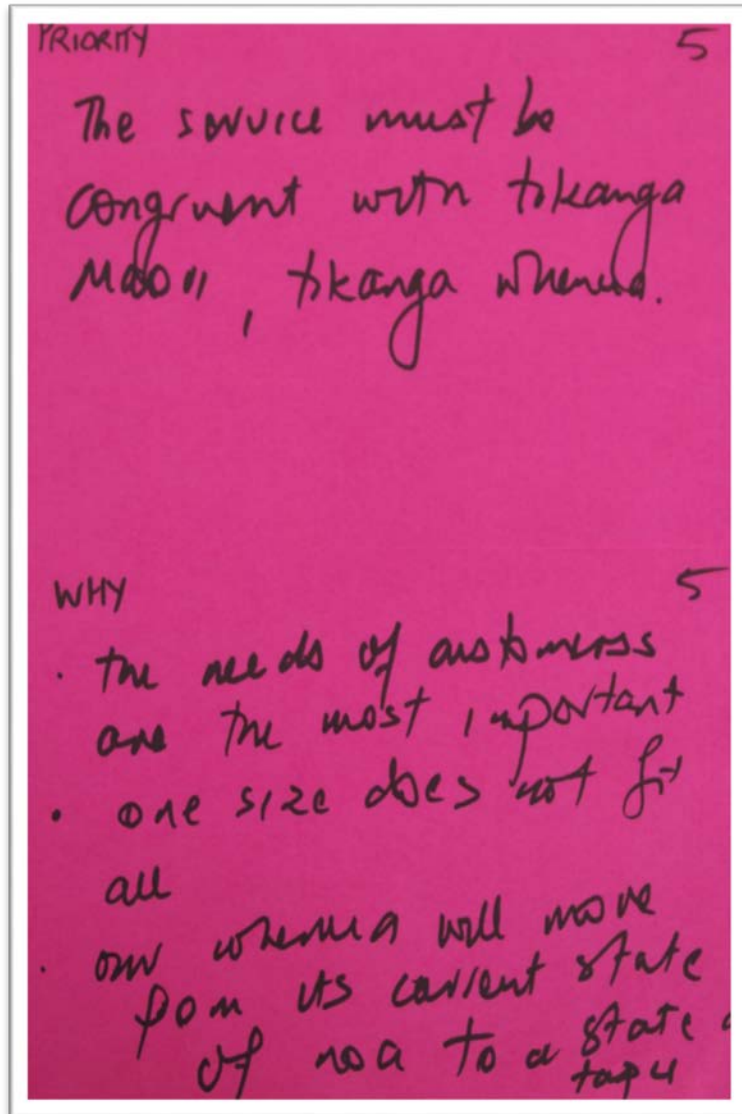 PRIORITY 5
The service must be
congruent with tikanga
Maori, tikanga whenua.
WHY 5
· the needs of customers
are the most important
· one size does not fit
all
· our whenua will move
from its current state
of noa to a state
tapu